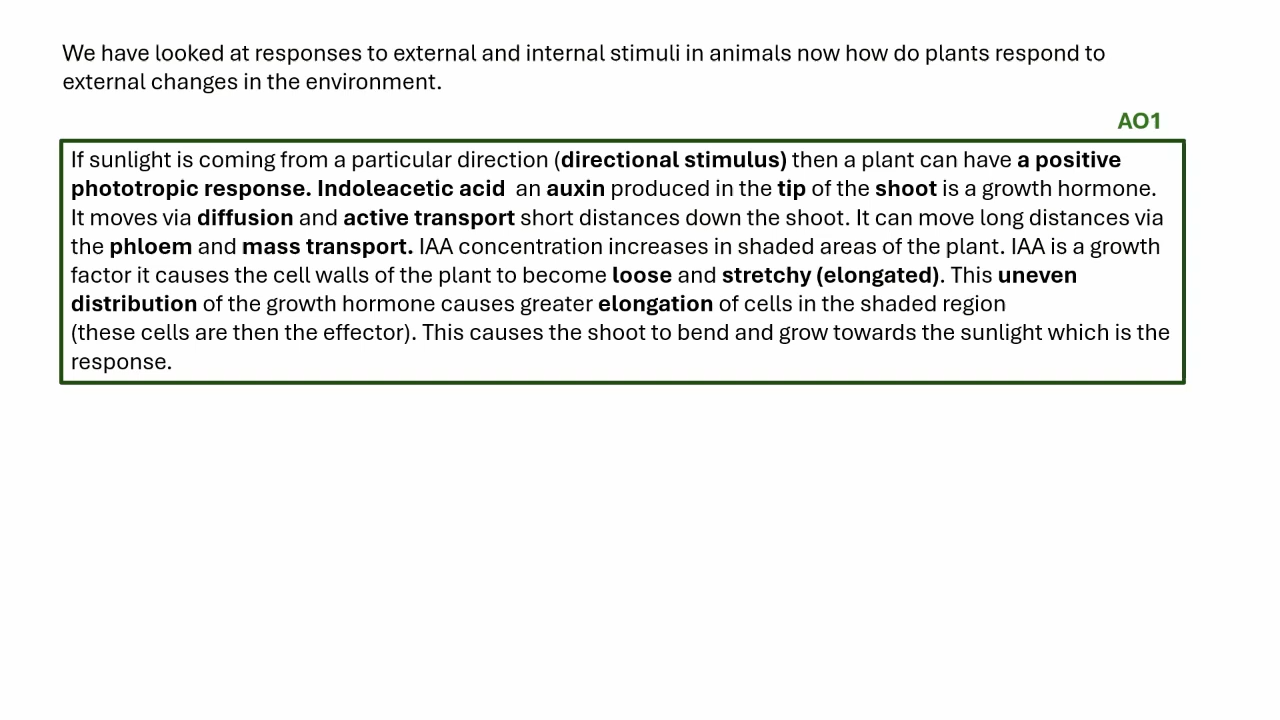 We have looked at responses to external and internal stimuli in animals now how do plants respond to
external changes in the environment.
AO1
If sunlight is coming from a particular direction (directional stimulus) then a plant can have a positive
phototropic response. Indoleacetic acid  an auxin produced in the tip of the shoot is a growth hormone.
It moves via diffusion and active transport short distances down the shoot. It can move long distances via
the phloem and mass transport. IAA concentration increases in shaded areas of the plant. IAA is a growth
factor it causes the cell walls of the plant to become loose and stretchy (elongated). This uneven
distribution of the growth hormone causes greater elongation of cells in the shaded region
(these cells are then the effector). This causes the shoot to bend and grow towards the sunlight which is the
response.